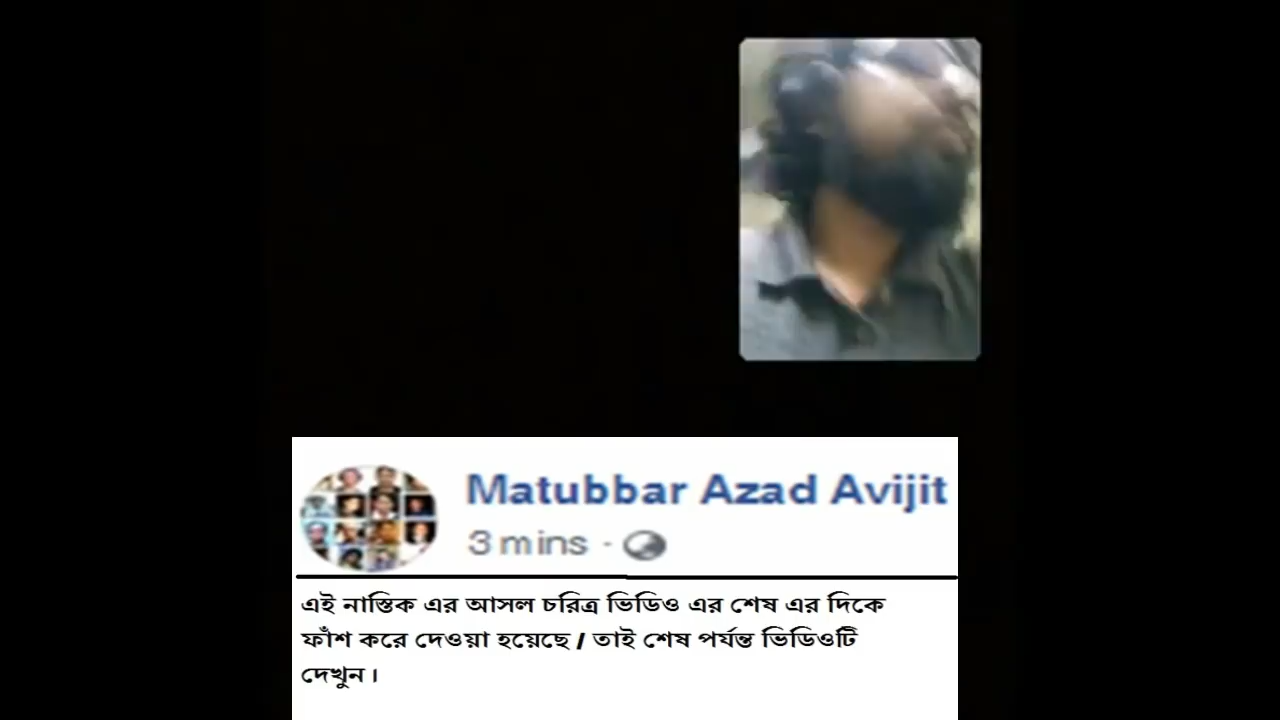 Matubbar Azad Avijit
3 mins ·
এই নাস্তিক এর আসল চরিত্র ভিডিও এর শেষ এর দিকে
ফাঁশ করে দেওয়া হয়েছে / তাই শেষ পর্যন্ত ভিডিওটি
দেখুন।